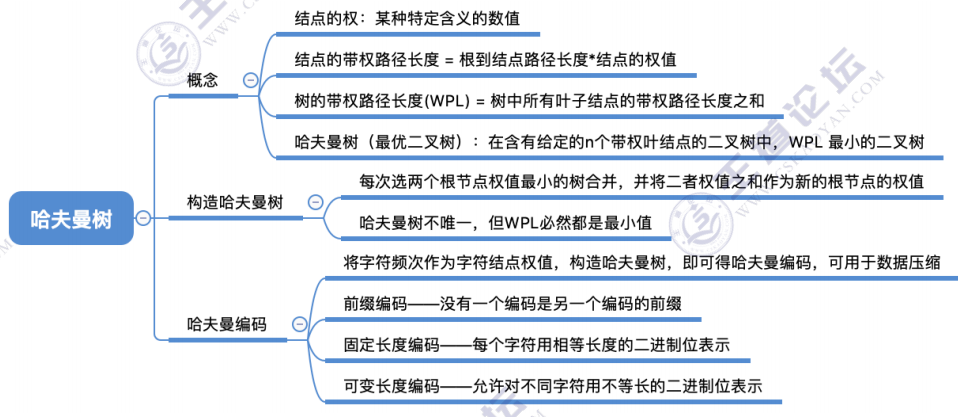 哈夫曼树
概念
结点的权：某种特定含义的数值
结点的带权路径长度 = 根到结点路径长度*结点的权值
树的带权路径长度(WPL) = 树中所有叶子结点的带权路径长度之和
哈夫曼树（最优二叉树）：在含有给定的n个带权叶结点的二叉树中，WPL 最小的二叉树
构造哈夫曼树
每次选两个根节点权值最小的树合并，并将二者权值之和作为新的根节点的权值
哈夫曼树不唯一，但WPL必然都是最小值
哈夫曼编码
将字符频次作为字符结点权值，构造哈夫曼树，即可得哈夫曼编码，可用于数据压缩
前缀编码——没有一个编码是另一个编码的前缀
固定长度编码——每个字符用相等长度的二进制位表示
可变长度编码——允许对不同字符用不等长的二进制位表示
王道论坛
WWW.CSKAOYAN.COM